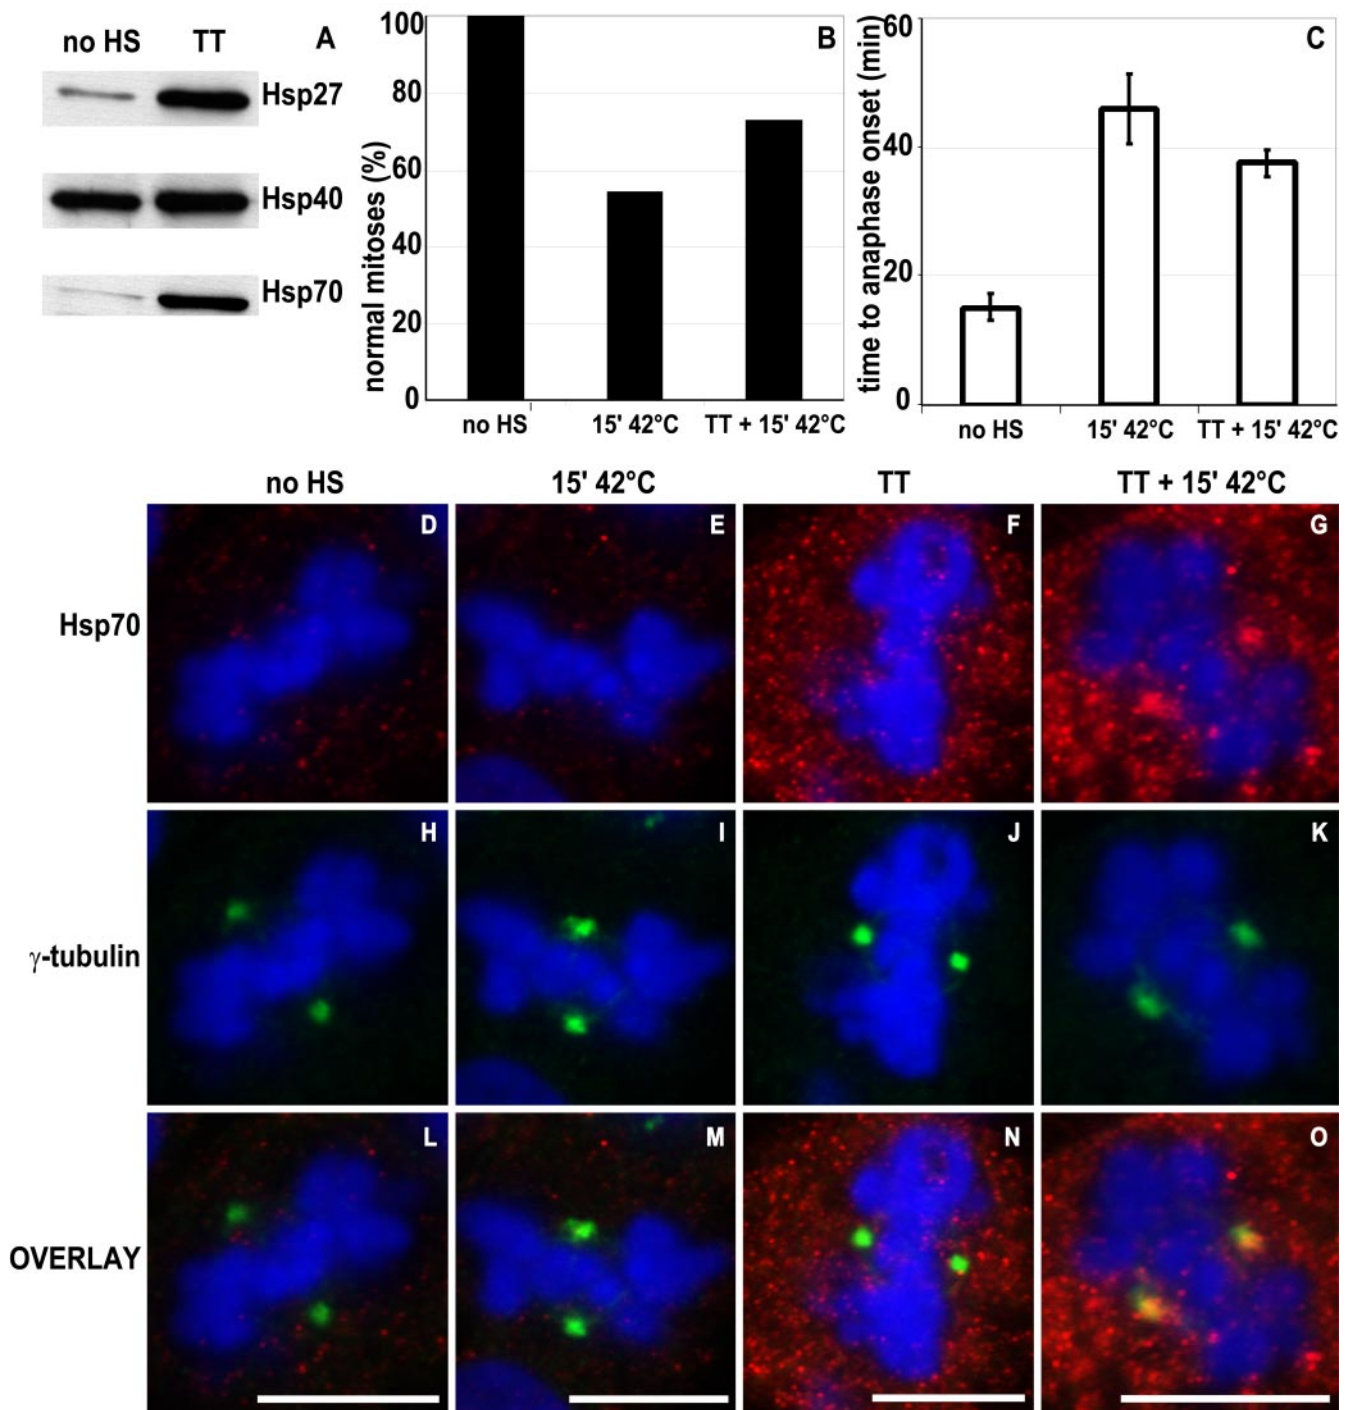 no HS TT A
Hsp27
Hsp40
Hsp70
B
normal mitoses (%)
100
80
60
40
20
0
no HS 15' 42°C TT + 15' 42°C
C
time to anaphase onset (min)
60
40
20
0
no HS 15' 42°C TT + 15' 42°C
no HS 15' 42°C TT TT + 15' 42°C
Hsp70 D E F G
γ-tubulin H I J K
OVERLAY L M N O